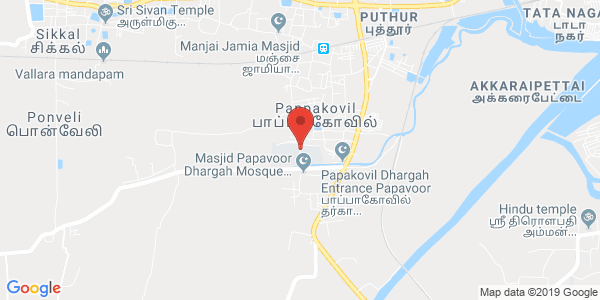 Sri Sivan Temple
அருள்மிகு
Sikkal
சிக்கல்
Vallara mandapam
Manjai Jamia Masjid
மஞ்சை
ஜாமியா...
PUTHUR
புத்தூர்
TATA NAGA
டாடா
நகர்
AKKARAIPETTAI
அக்கரைபேட்டை
Ponveli
பொன்வேலி
Pappakovil
பாப்பாகோவில்
Masjid Papavoor
Dhargah Mosque...
Papakovil Dhargah
Entrance Papavoor
பாப்பாகோவில்
தர்கா...
Hindu temple
ஸ்ரீ திரௌபதி
அம்மன்...
Google
Map data ©2019 Google